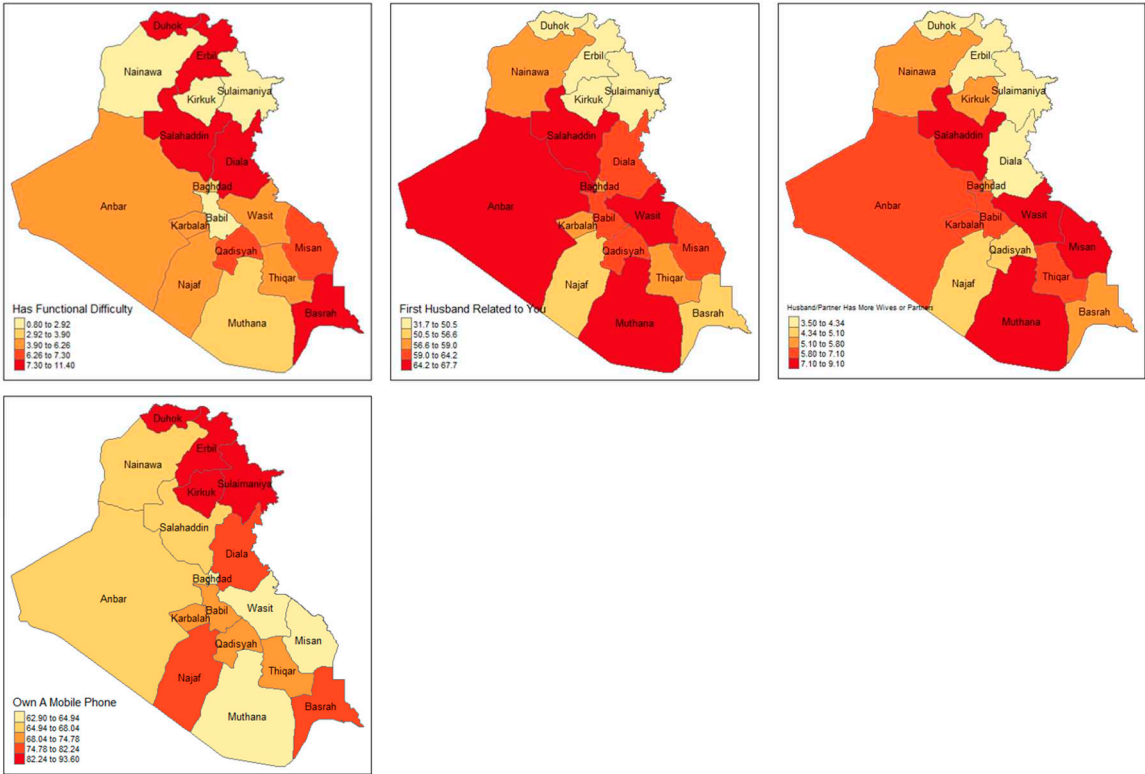 Duhok
Erbil
Nainawa
Sulaimaniya
Kirkuk
Salahaddin
Diala
Baghdad
Anbar
Babil
Wasit
Karbalah
Qadisyah
Misan
Najaf
Thiqar
Basrah
Muthana
Has Functional Difficulty
0.80 to 2.92
2.92 to 3.90
3.90 to 6.26
6.26 to 7.30
7.30 to 11.40
Duhok
Erbil
Nainawa
Sulaimaniya
Kirkuk
Salahaddin
Diala
Baghdad
Anbar
Babil
Wasit
Karbalah
Qadisyah
Misan
Najaf
Thiqar
Basrah
Muthana
First Husband Related to You
31.7 to 50.5
50.5 to 56.6
56.6 to 59.0
59.0 to 64.2
64.2 to 67.7
Duhok
Erbil
Nainawa
Sulaimaniya
Kirkuk
Salahaddin
Diala
Baghdad
Anbar
Babil
Wasit
Karbalah
Qadisyah
Misan
Najaf
Thiqar
Basrah
Muthana
Husband/Partner Has More Wives or Partners
3.50 to 4.34
4.34 to 5.10
5.10 to 5.80
5.80 to 7.10
7.10 to 9.10
Duhok
Erbil
Nainawa
Sulaimaniya
Kirkuk
Salahaddin
Diala
Baghdad
Anbar
Babil
Wasit
Karbalah
Qadisyah
Misan
Najaf
Thiqar
Basrah
Muthana
Own A Mobile Phone
62.90 to 64.94
64.94 to 68.04
68.04 to 74.78
74.78 to 82.24
82.24 to 93.60